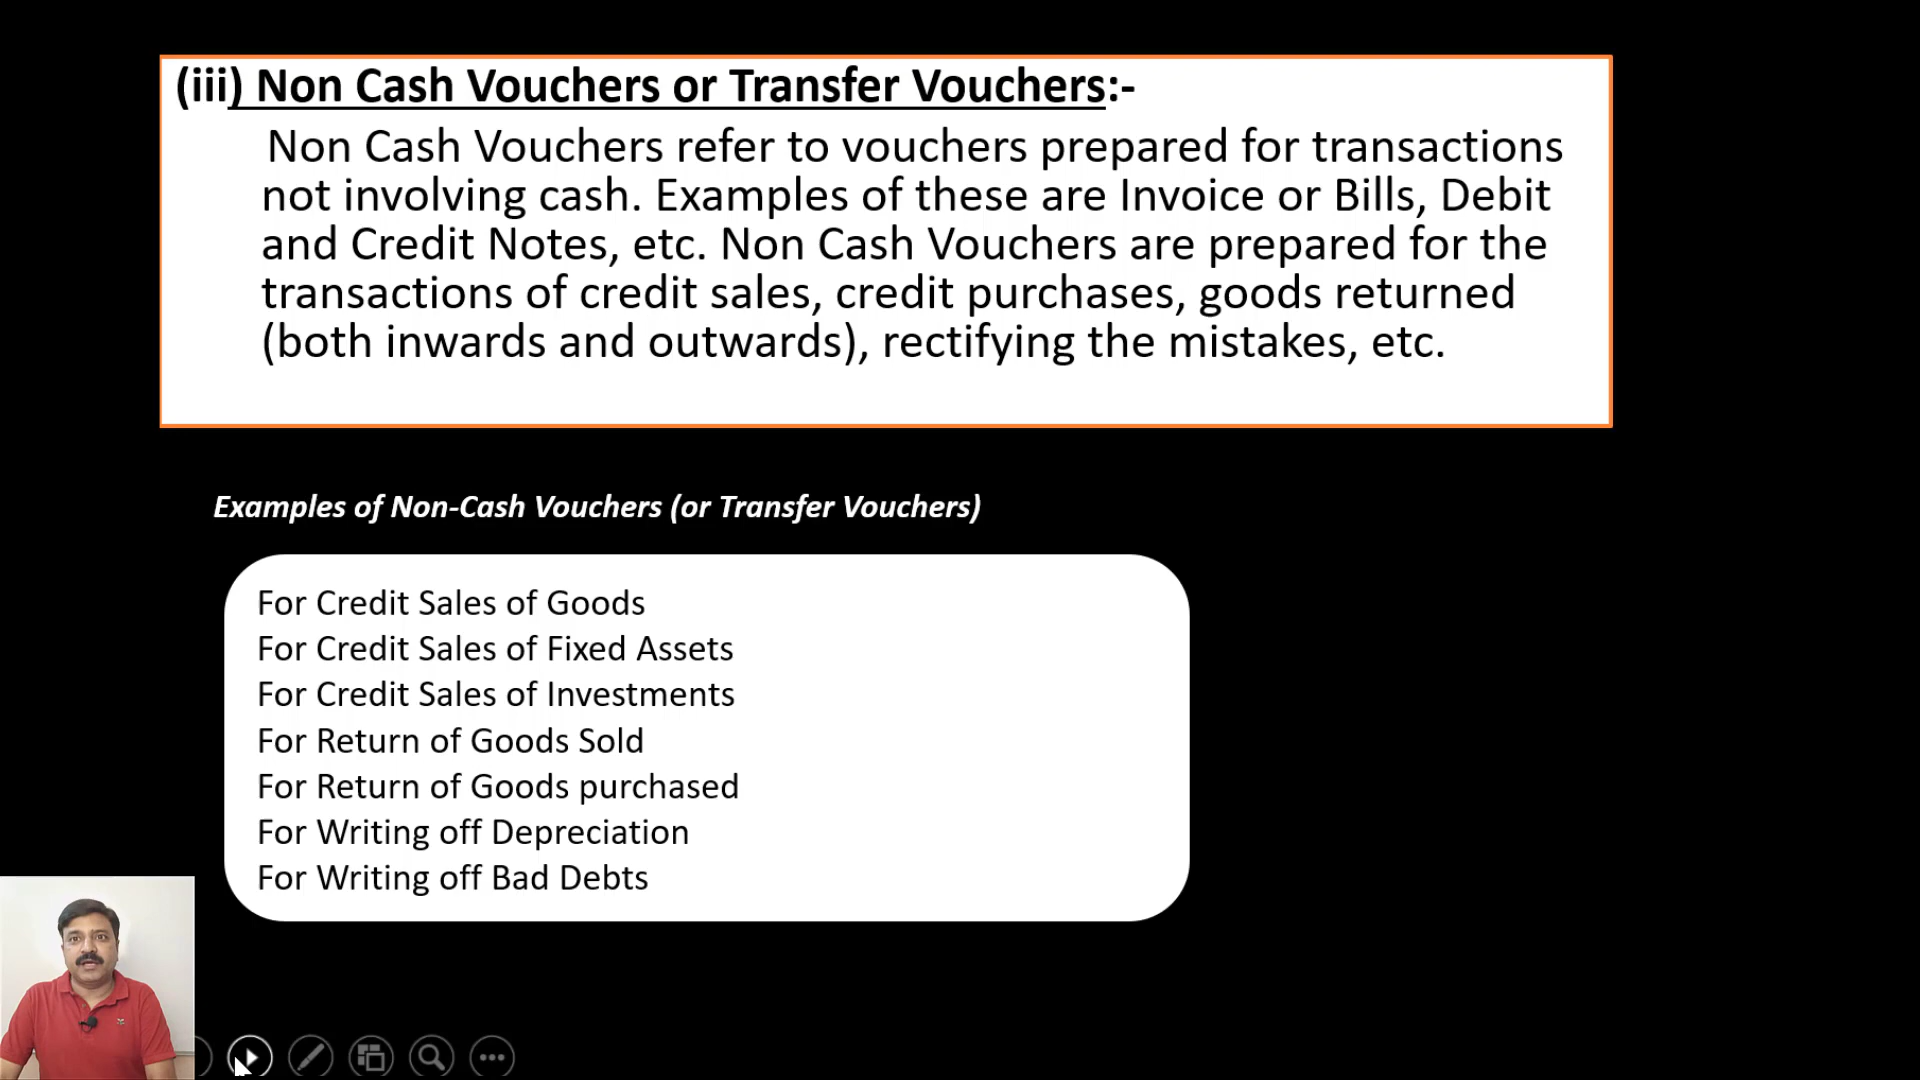 (iii) Non Cash Vouchers or Transfer Vouchers:-
Non Cash Vouchers refer to vouchers prepared for transactions
not involving cash. Examples of these are Invoice or Bills, Debit
and Credit Notes, etc. Non Cash Vouchers are prepared for the
transactions of credit sales, credit purchases, goods returned
(both inwards and outwards), rectifying the mistakes, etc.
Examples of Non-Cash Vouchers (or Transfer Vouchers)
For Credit Sales of Goods
For Credit Sales of Fixed Assets
For Credit Sales of Investments
For Return of Goods Sold
For Return of Goods purchased
For Writing off Depreciation
For Writing off Bad Debts